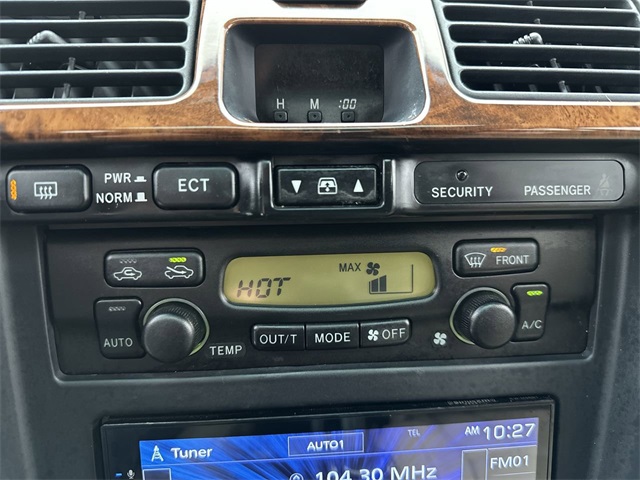 H M :00
PWR
NORM
ECT
SECURITY
PASSENGER
MAX
HOT
FRONT
AUTO
TEMP
OUT/T
MODE
OFF
A/C
Tuner
AUTO1
TEL
AM 10:27
104.30 MHz
FM01